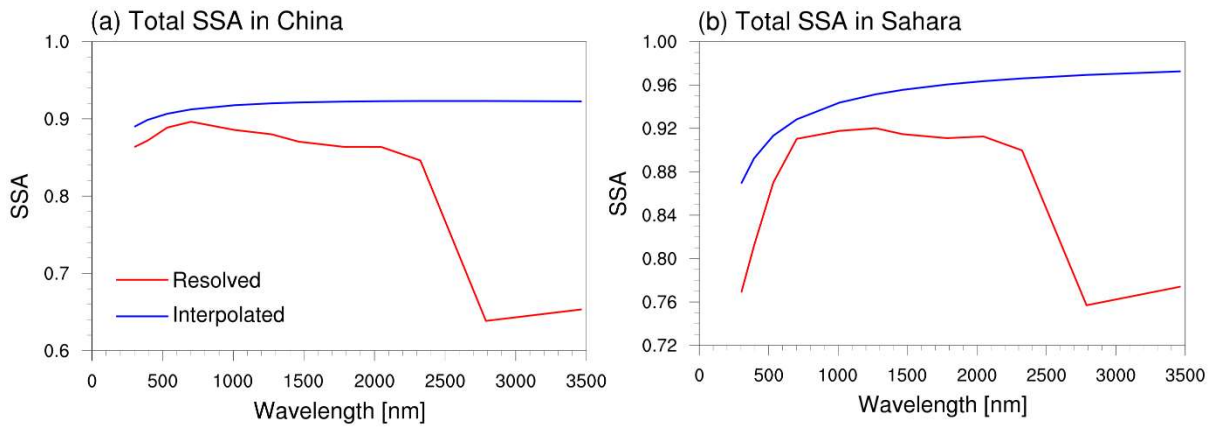 (a) Total SSA in China
1.0
0.9
0.8
0.7
0.6
SSA
Resolved
Interpolated
0 500 1000 1500 2000 2500 3000 3500
Wavelength [nm]
(b) Total SSA in Sahara
1.00
0.96
0.92
0.88
0.84
0.80
0.76
0.72
SSA
0 500 1000 1500 2000 2500 3000 3500
Wavelength [nm]